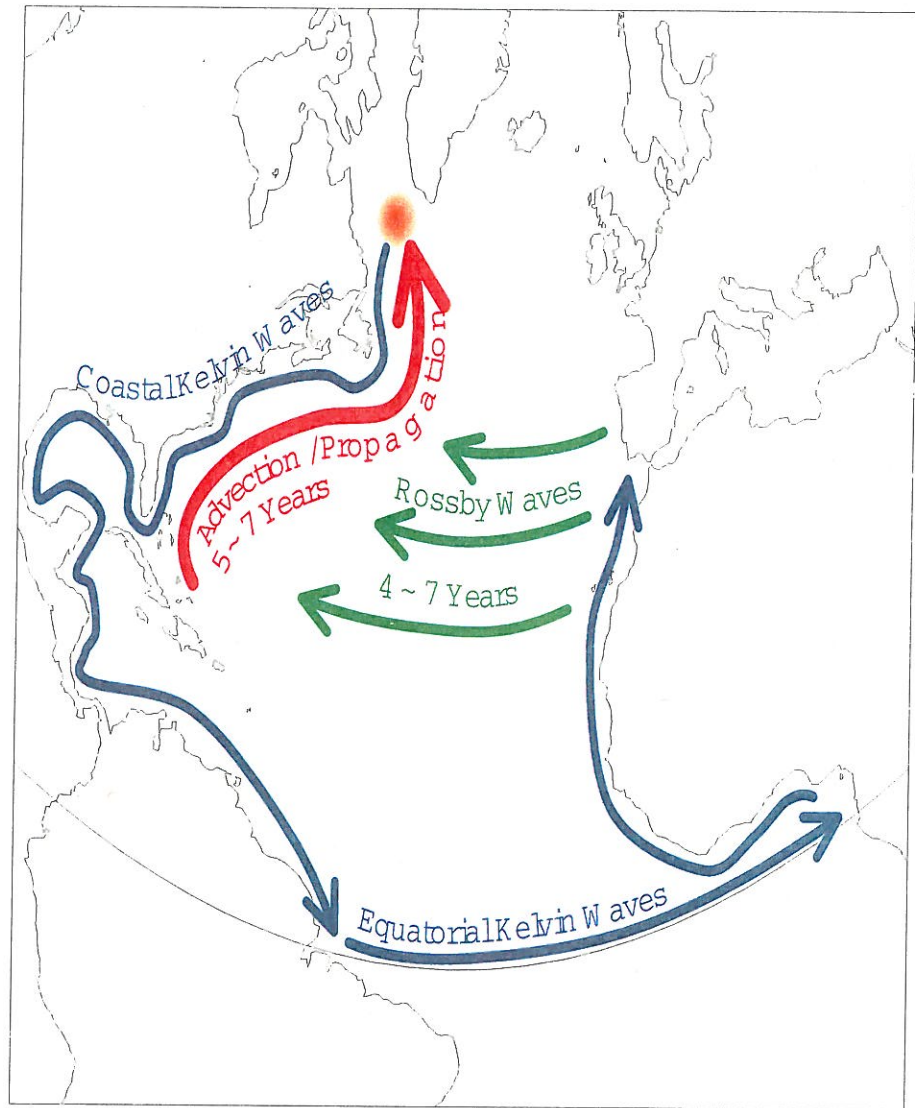 Coastal Kelvin Waves
Advection / Propagation
5 ~ 7 Years
Rossby Waves
4 ~ 7 Years
Equatorial Kelvin Waves